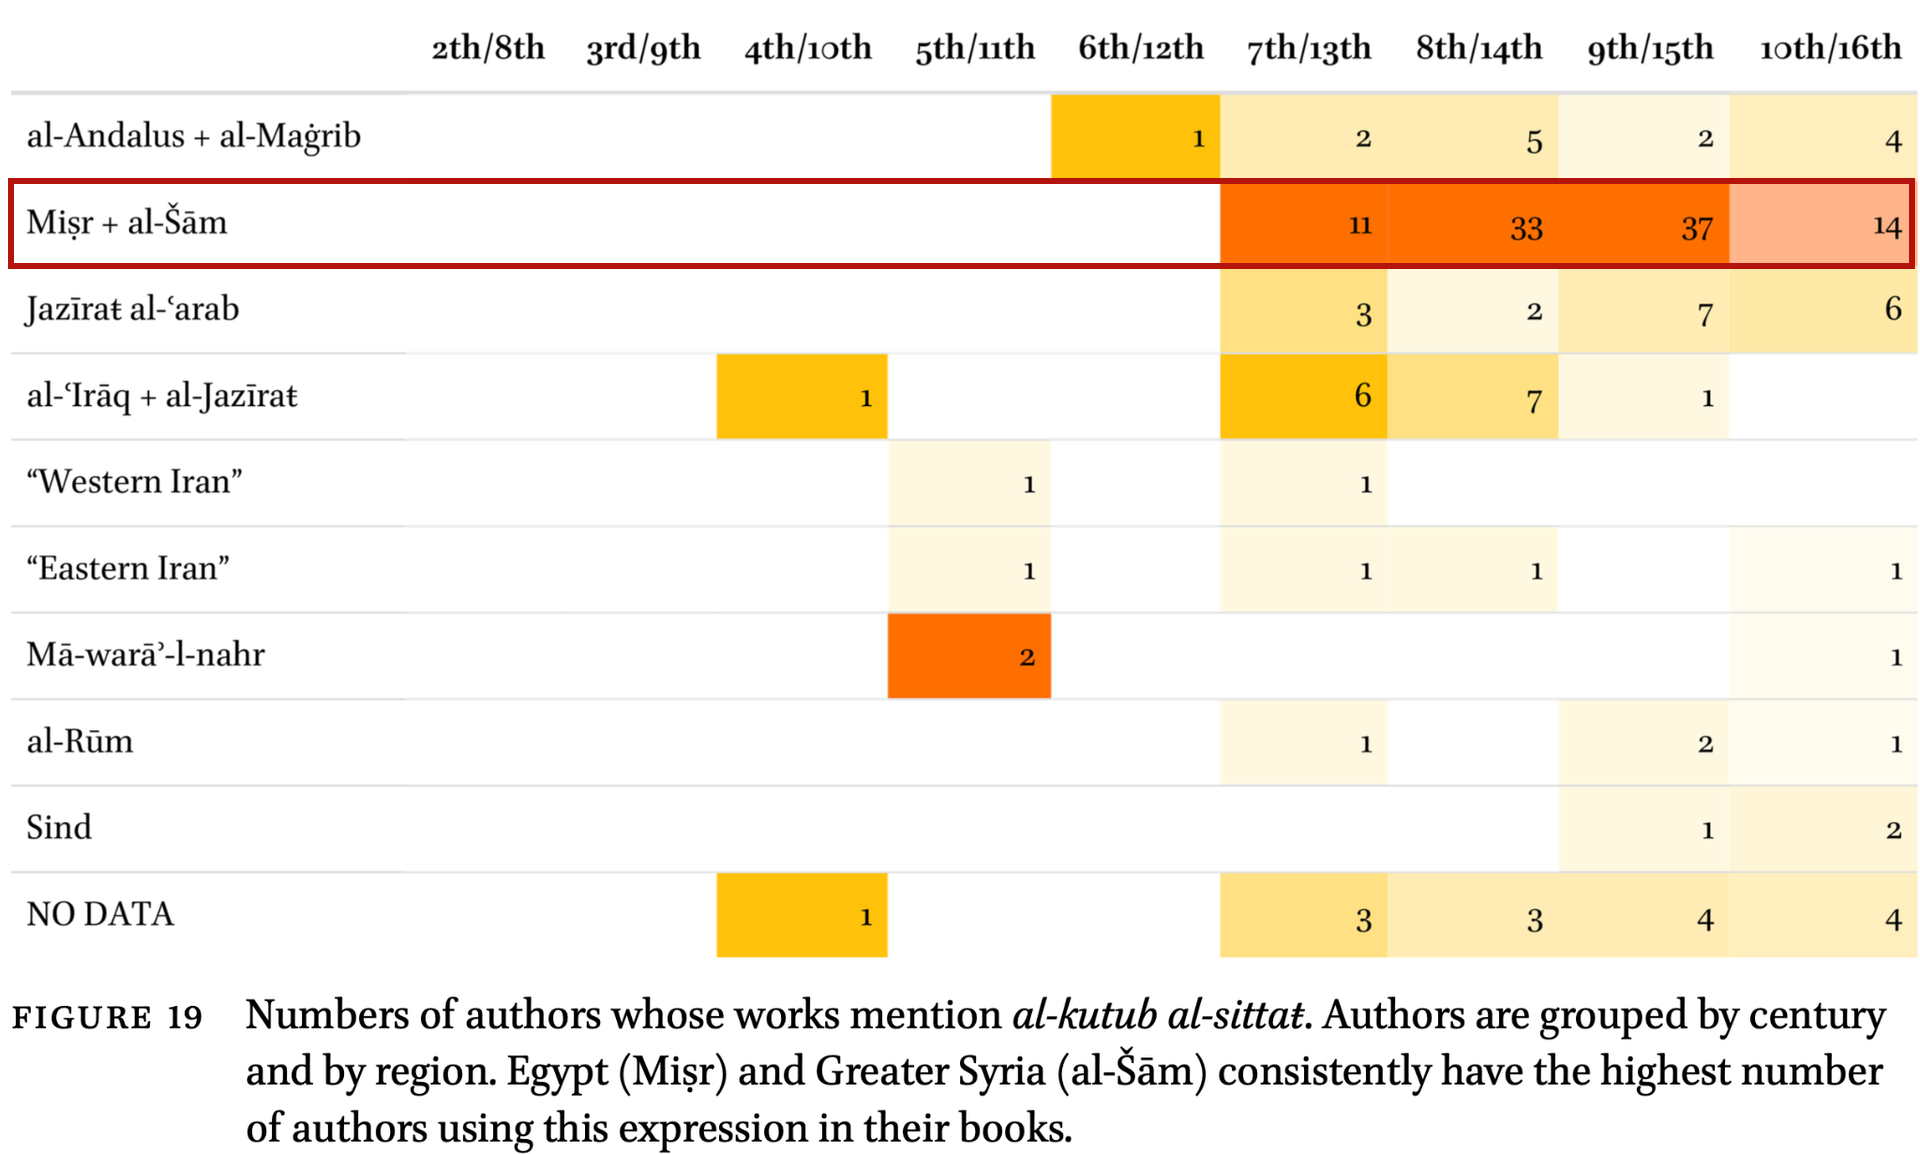 2th/8th 3rd/9th 4th/10th 5th/11th 6th/12th 7th/13th 8th/14th 9th/15th 10th/16th
al-Andalus + al-Maġrib 1 2 5 2 4
Miṣr + al-Šām 11 33 37 14
Jazīraŧ al-ʿarab 3 2 7 6
al-ʿIrāq + al-Jazīraŧ 1 6 7 1
“Western Iran” 1 1
“Eastern Iran” 1 1 1 1
Mā-warāʾ-l-nahr 2 1
al-Rūm 1 2 1
Sind 1 2
NO DATA 1 3 3 4 4
FIGURE 19 Numbers of authors whose works mention al-kutub al-sittaŧ. Authors are grouped by century
and by region. Egypt (Miṣr) and Greater Syria (al-Šām) consistently have the highest number
of authors using this expression in their books.